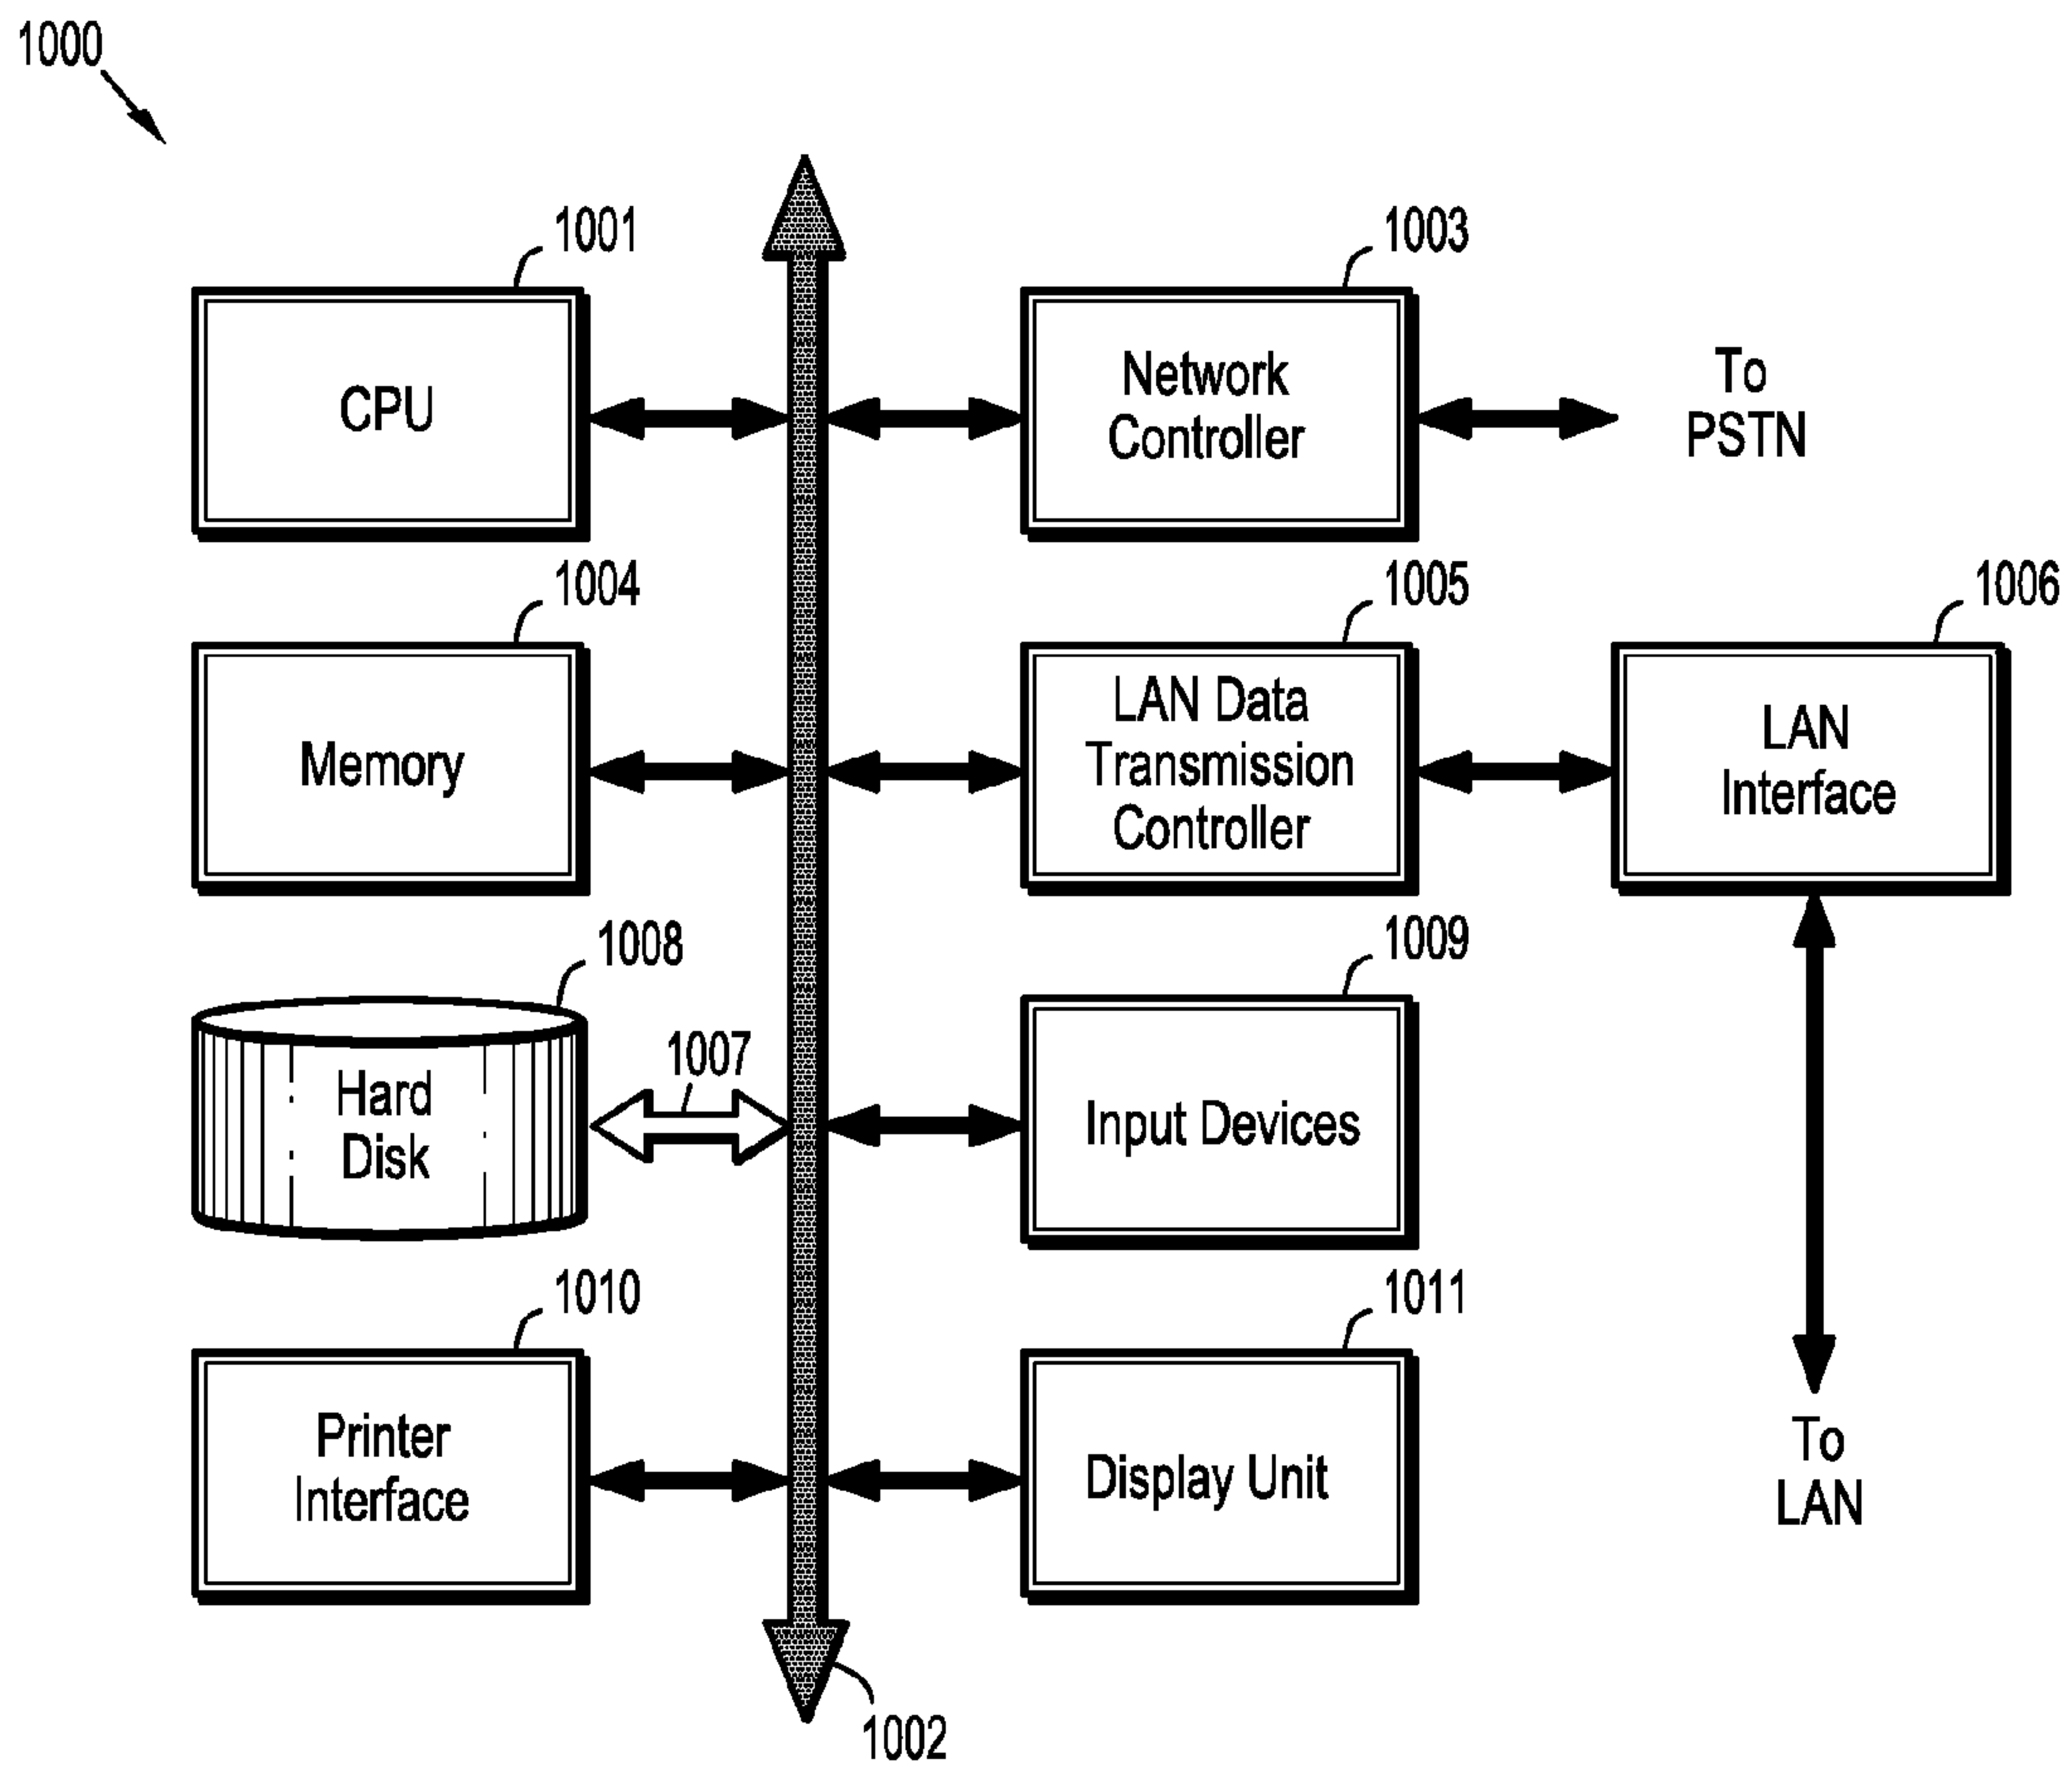 1000
1001
CPU
1003
Network
Controller
To
PSTN
1004
Memory
1005
LAN Data
Transmission
Controller
1006
LAN
Interface
1008
Hard
Disk
1007
1009
Input Devices
1010
Printer
Interface
1011
Display Unit
To
LAN
1002